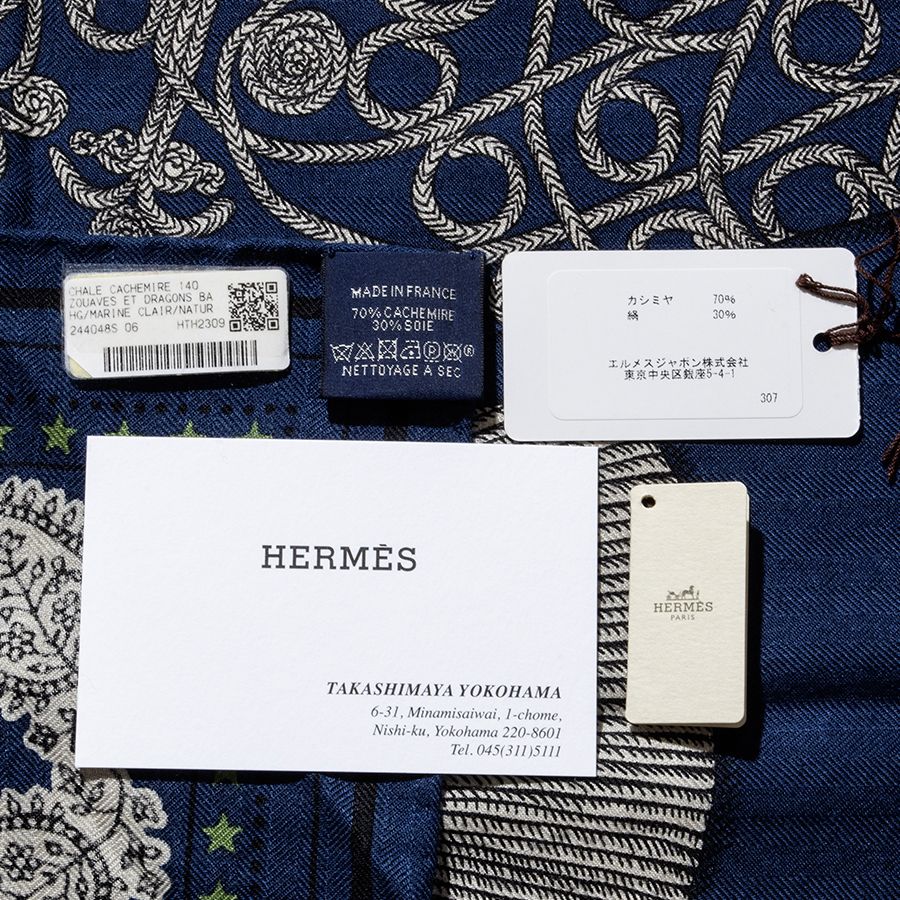 CHALE CACHEMIRE 140
ZOUAVES ET DRAGONS BA
HG/MARINE CLAIR/NATUR
244048S 06 HTH2309
MADE IN FRANCE
70% CACHEMIRE
30% SOIE
NETTOYAGE A SEC
カシミヤ 70%
絹 30%
エルメスジャポン株式会社
東京中央区銀座5-4-1
307
HERMÈS
TAKASHIMAYA YOKOHAMA
6-31, Minamisaiwai, 1-chome,
Nishi-ku, Yokohama 220-8601
Tel. 045(311)5111
HERMÈS
PARIS